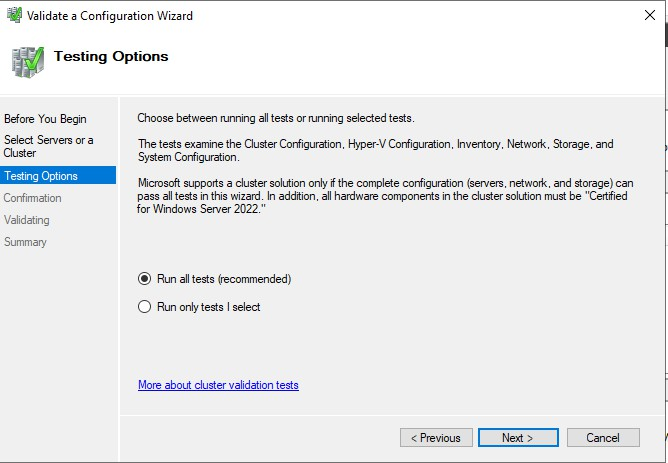 Validate a Configuration Wizard
Testing Options
Before You Begin
Select Servers or a
Cluster
Testing Options
Confirmation
Validating
Summary
Choose between running all tests or running selected tests.
The tests examine the Cluster Configuration, Hyper-V Configuration, Inventory, Network, Storage, and
System Configuration.
Microsoft supports a cluster solution only if the complete configuration (servers, network, and storage) can
pass all tests in this wizard. In addition, all hardware components in the cluster solution must be "Certified
for Windows Server 2022."
Run all tests (recommended)
Run only tests I select
More about cluster validation tests
< Previous
Next >
Cancel